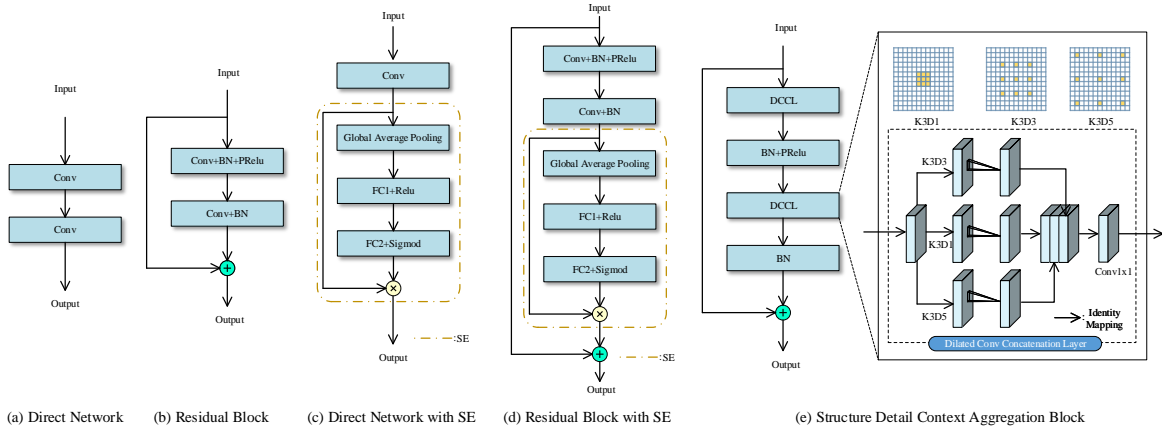 Input
Conv
Conv
Output
(a) Direct Network
Input
Conv+BN+PRelu
Conv+BN
+
Output
(b) Residual Block
Input
Conv
Global Average Pooling
FC1+Relu
FC2+Sigmod
×
Output
:SE
(c) Direct Network with SE
Input
Conv+BN+PRelu
Conv+BN
Global Average Pooling
FC1+Relu
FC2+Sigmod
×
+
:SE
Output
(d) Residual Block with SE
Input
DCCL
BN+PRelu
DCCL
BN
+
Output
K3D1
K3D3
K3D5
K3D3
K3D1
K3D5
Conv1x1
: Identity
Mapping
Dilated Conv Concatenation Layer
(e) Structure Detail Context Aggregation Block